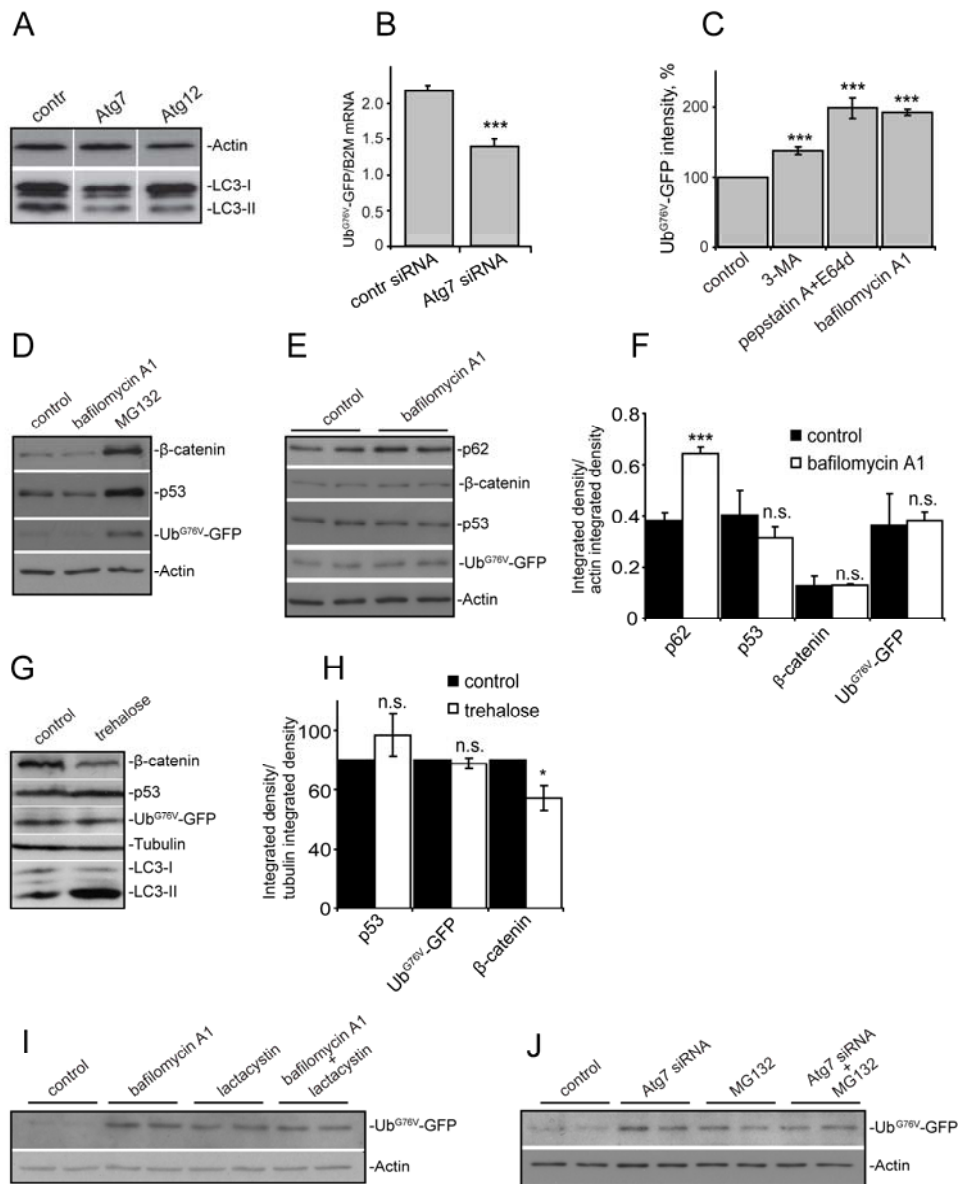 A
contr
Atg7
Atg12
-Actin
-LC3-I
-LC3-II
B
Ub^G76V-GFP/B2M mRNA
2.0
1.5
1.0
0.5
0
***
contr siRNA
Atg7 siRNA
C
Ub^G76V-GFP intensity, %
200
100
0
***
***
***
control
3-MA
pepstatin A+E64d
bafilomycin A1
D
control
bafilomycin A1
MG132
-β-catenin
-p53
-Ub^G76V-GFP
-Actin
E
control
bafilomycin A1
-p62
-β-catenin
-p53
-Ub^G76V-GFP
-Actin
F
Integrated density/
actin integrated density
0.8
0.6
0.4
0.2
0
control
bafilomycin A1
***
n.s.
n.s.
n.s.
p62
p53
β-catenin
Ub^G76V-GFP
G
control
trehalose
-β-catenin
-p53
-Ub^G76V-GFP
-Tubulin
-LC3-I
-LC3-II
H
Integrated density/
tubulin integrated density
100
60
40
0
control
trehalose
n.s.
n.s.
*
p53
Ub^G76V-GFP
β-catenin
I
control
bafilomycin A1
lactacystin
bafilomycin A1
+
lactacystin
-Ub^G76V-GFP
-Actin
J
control
Atg7 siRNA
MG132
Atg7 siRNA
+
MG132
-Ub^G76V-GFP
-Actin